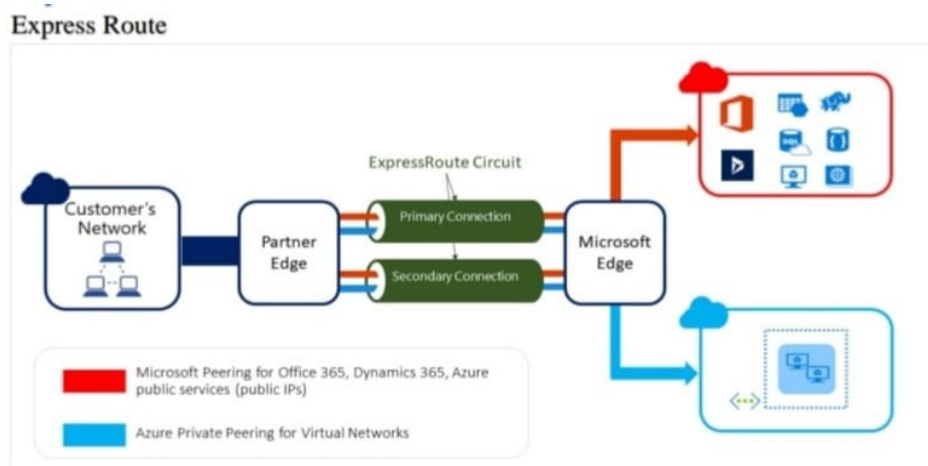 Express Route
ExpressRoute Circuit
Customer's
Network
Partner
Edge
Primary Connection
Secondary Connection
Microsoft
Edge
SQL
Microsoft Peering for Office 365, Dynamics 365, Azure
public services (public IPs)
Azure Private Peering for Virtual Networks